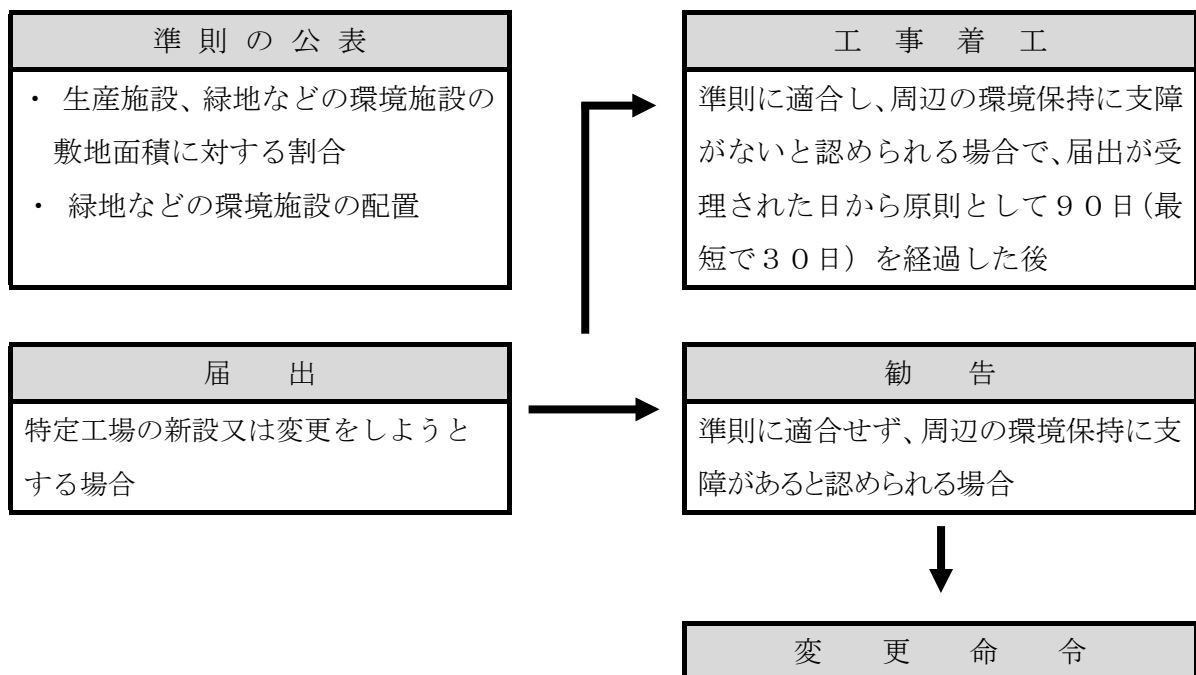 準則の公表
・ 生産施設、緑地などの環境施設の
敷地面積に対する割合
・ 緑地などの環境施設の配置
工事着工
準則に適合し、周辺の環境保持に支障
がないと認められる場合で、届出が受
理された日から原則として９０日（最
短で３０日）を経過した後
届出
特定工場の新設又は変更をしようと
する場合
勧告
準則に適合せず、周辺の環境保持に支
障があると認められる場合
変更命令